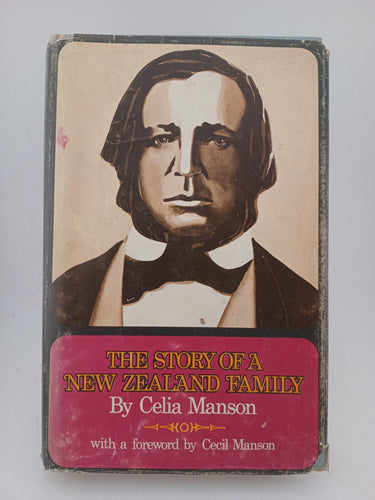 THE STORY OF A
NEW ZEALAND FAMILY
By Celia Manson
with a foreword by Cecil Manson